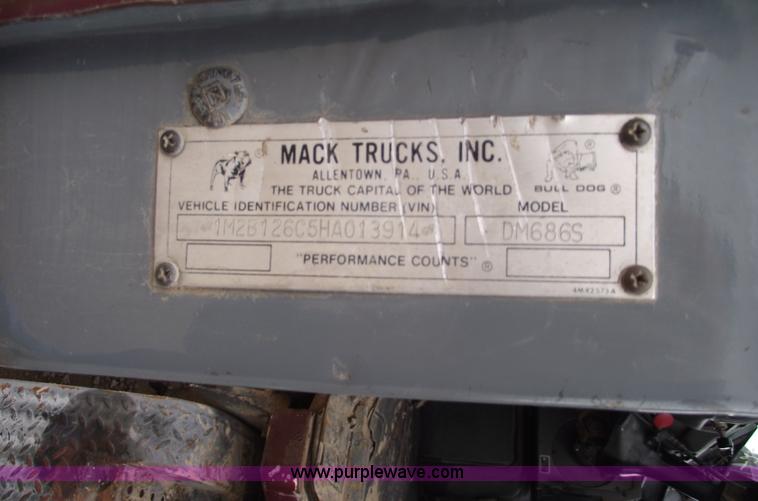 MACK TRUCKS, INC.
ALLENTOWN, PA., U.S.A.
THE TRUCK CAPITAL OF THE WORLD
BULL DOG ®
VEHICLE IDENTIFICATION NUMBER (VIN) MODEL
1M2B126C5HA013914 DM686S
"PERFORMANCE COUNTS" ®
www.purplewave.com